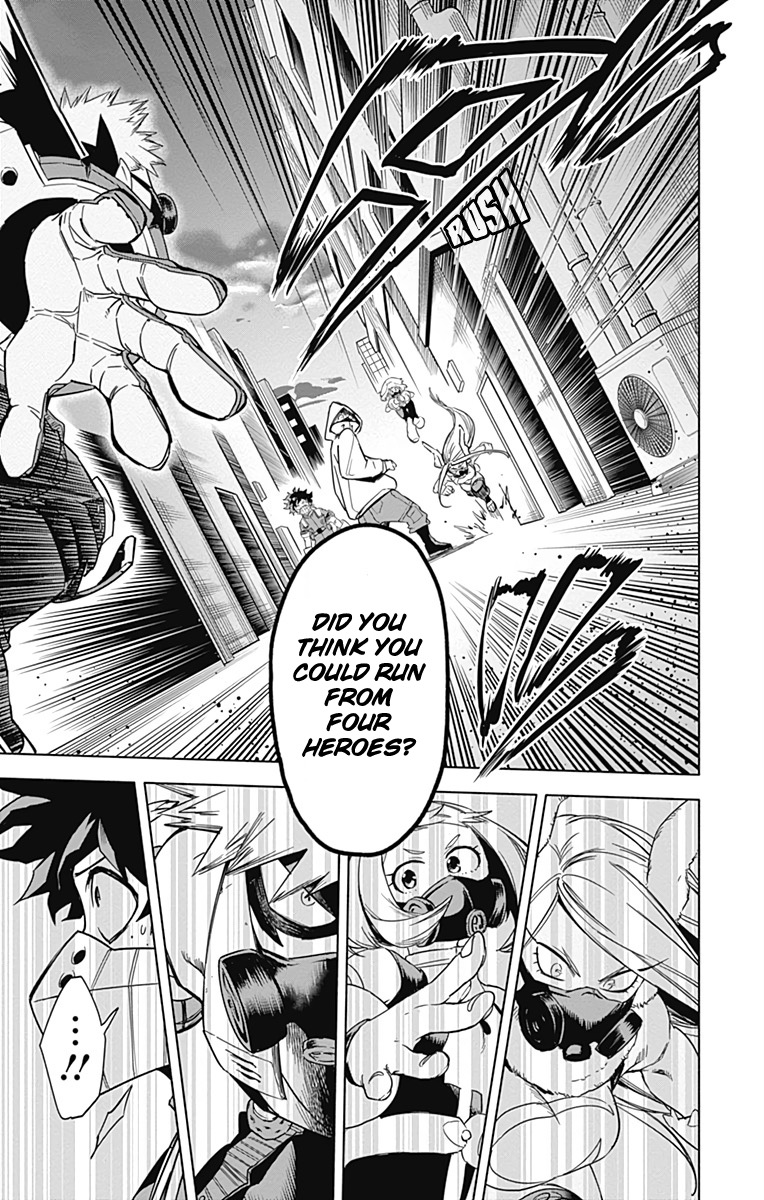 RUSH
DID YOU
THINK YOU
COULD RUN
FROM
FOUR
HEROES?
...!!